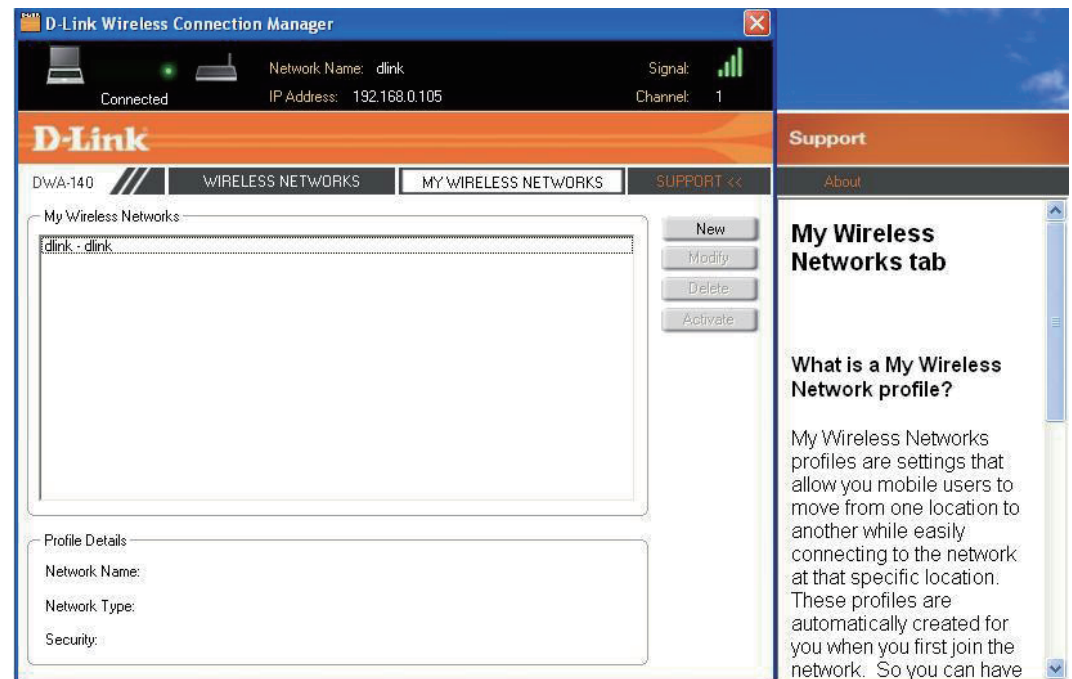 D-Link Wireless Connection Manager
Connected
Network Name: dlink
IP Address: 192.168.0.105
Signal:
Channel: 1
D-Link
DWA-140
WIRELESS NETWORKS
MY WIRELESS NETWORKS
SUPPORT <<
My Wireless Networks
dlink - dlink
New
Modify
Delete
Activate
Profile Details
Network Name:
Network Type:
Security:
Support
About
My Wireless
Networks tab
What is a My Wireless
Network profile?
My Wireless Networks
profiles are settings that
allow you mobile users to
move from one location to
another while easily
connecting to the network
at that specific location.
These profiles are
automatically created for
you when you first join the
network. So you can have